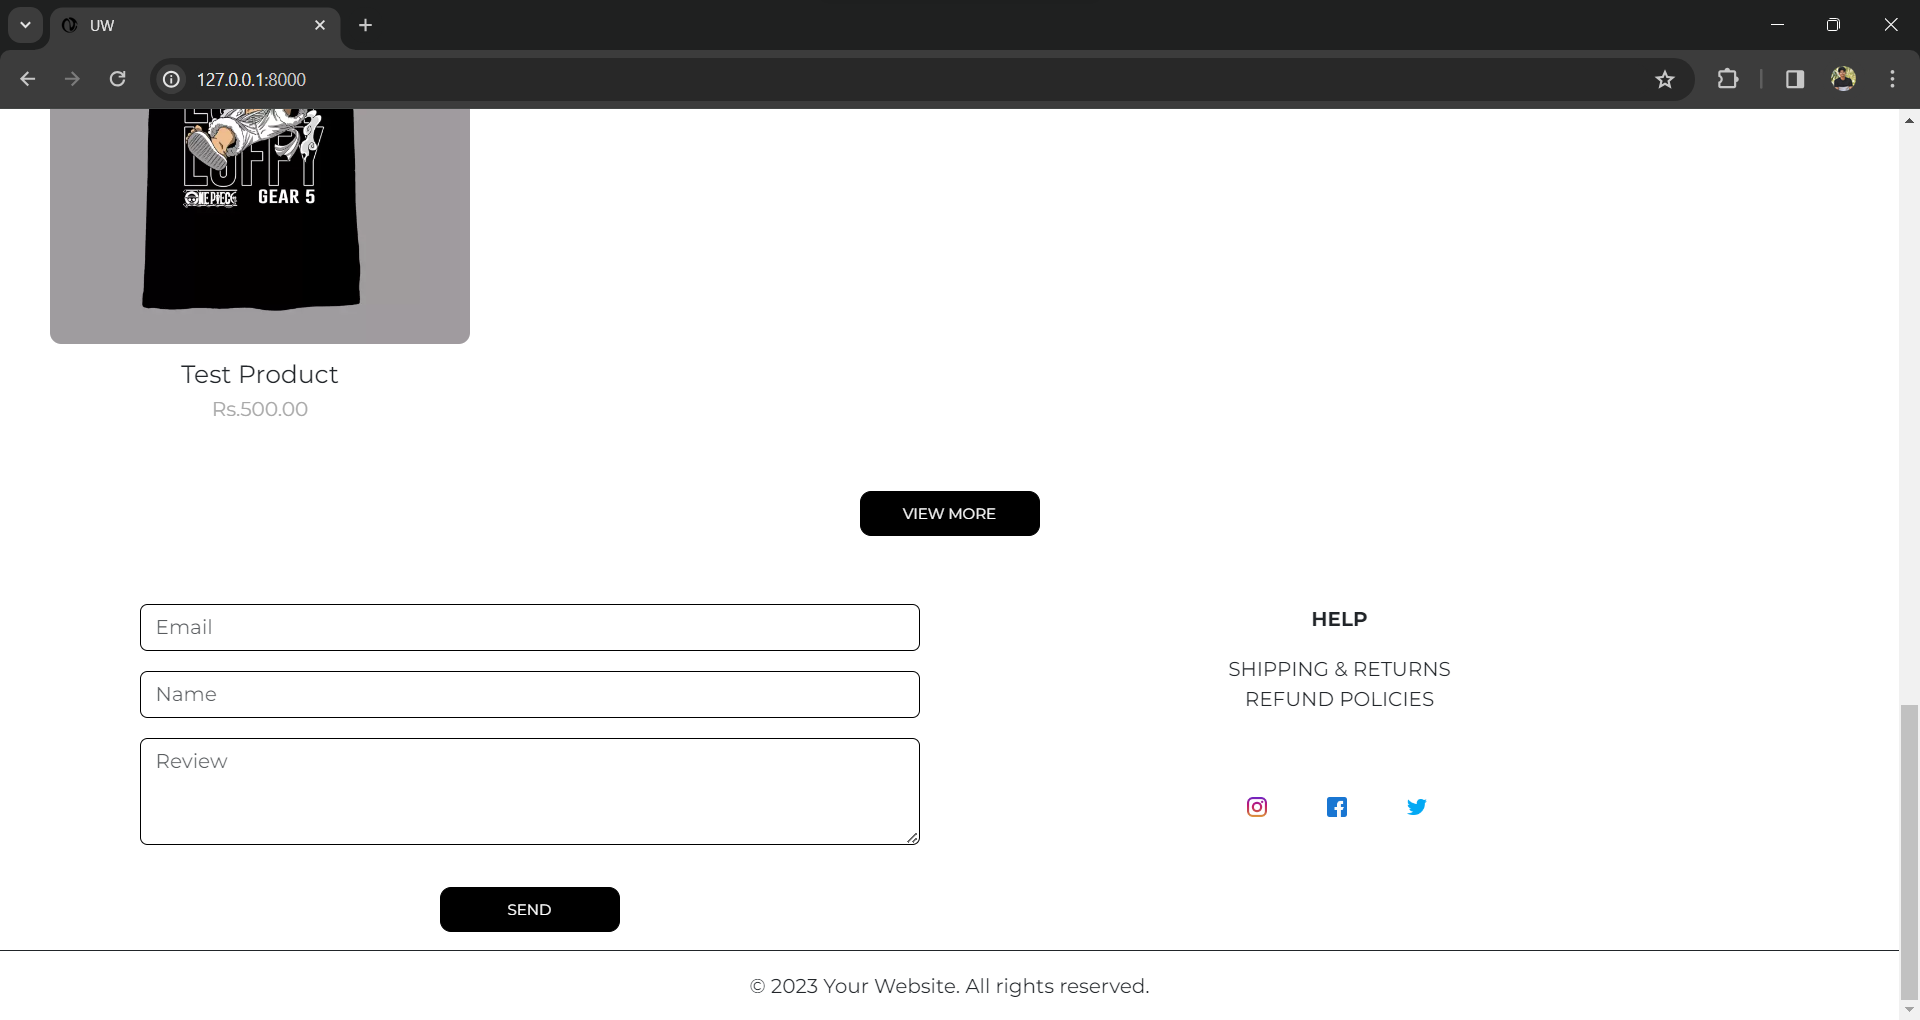 UW
127.0.0.1:8000
LUFFY
ONE PIECE GEAR 5
Test Product
Rs.500.00
VIEW MORE
Email
Name
Review
SEND
HELP
SHIPPING & RETURNS
REFUND POLICIES
© 2023 Your Website. All rights reserved.